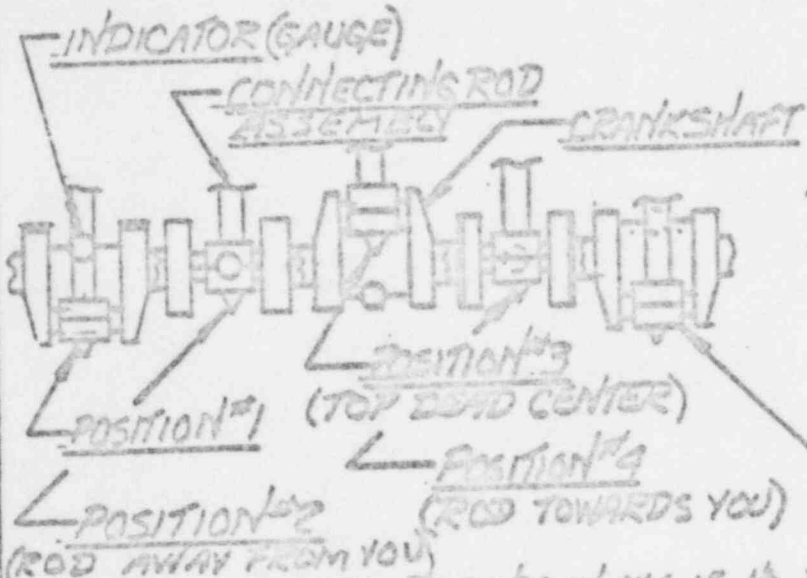 INDICATOR (GAUGE)
CONNECTING ROD
ASSEMBLY
CRANKSHAFT
POSITION #3
(TOP DEAD CENTER)
POSITION #1
POSITION #4
(ROD TOWARDS YOU)
POSITION #2
(ROD AWAY FROM YOU)